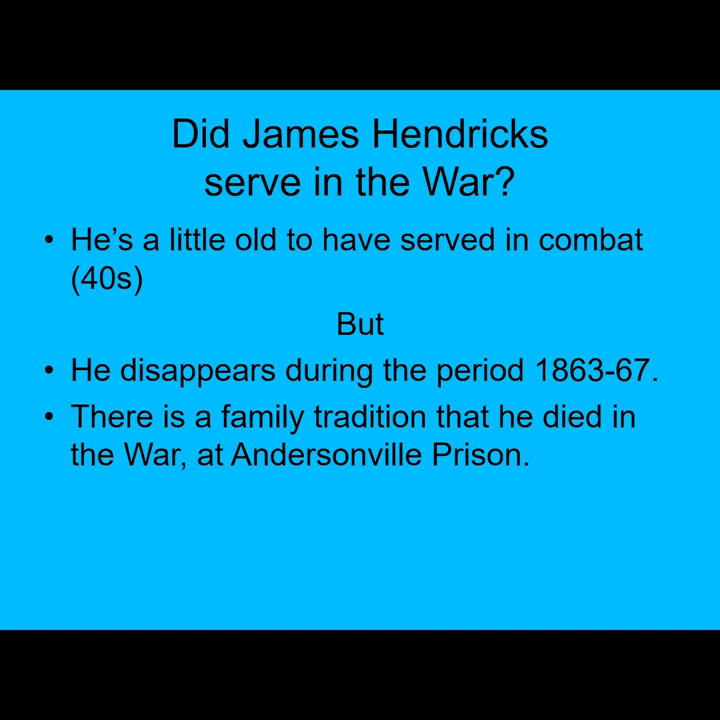 Did James Hendricks
serve in the War?
• He’s a little old to have served in combat
(40s)
But
• He disappears during the period 1863-67.
• There is a family tradition that he died in
the War, at Andersonville Prison.